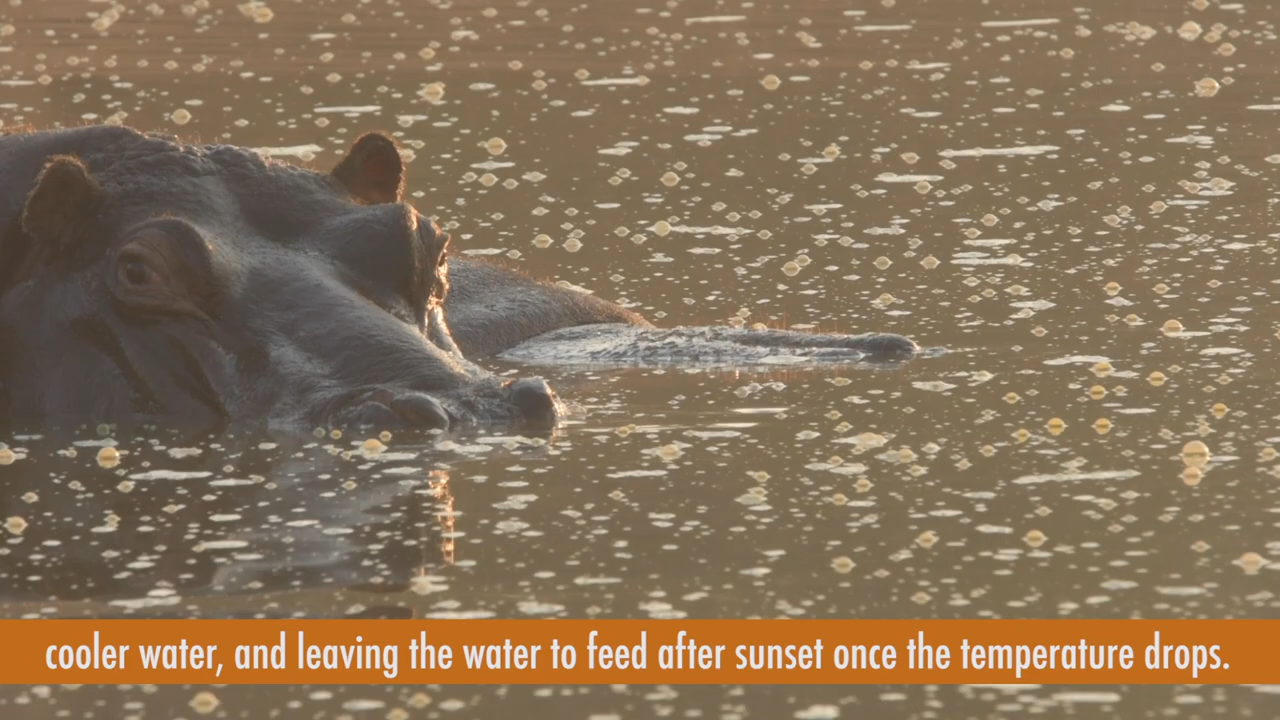 cooler water, and leaving the water to feed after sunset once the temperature drops.